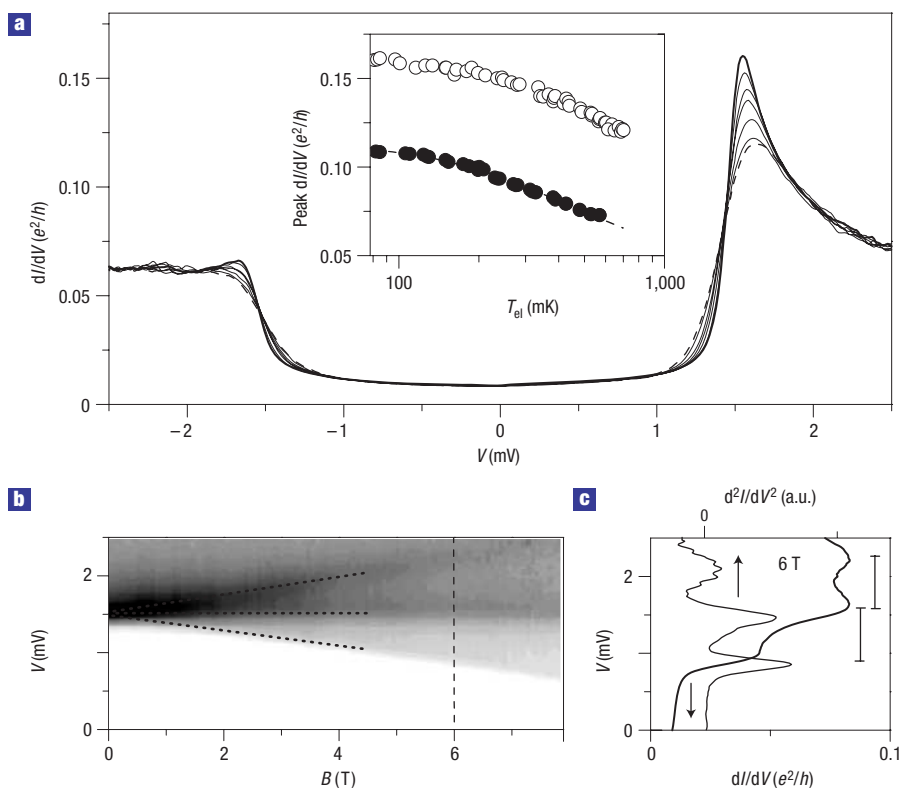 a
0.15
0.10
0.05
0
dI/dV (e²/h)
−2
−1
0
1
2
V (mV)
0.15
0.10
0.05
Peak dI/dV (e²/h)
100
1,000
T_el (mK)
b
2
0
V (mV)
0
2
4
6
B (T)
c
d²I/dV² (a.u.)
0
6 T
2
0
V (mV)
0
0.1
dI/dV (e²/h)